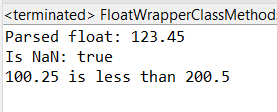 <terminated> FloatWrapperClassMethod
Parsed float: 123.45
Is NaN: true
100.25 is less than 200.5